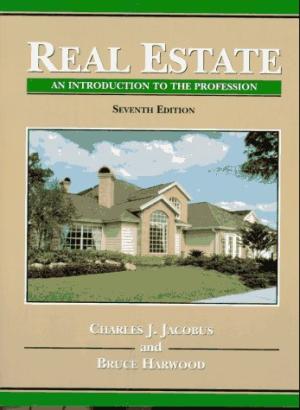 REAL ESTATE
AN INTRODUCTION TO THE PROFESSION
SEVENTH EDITION
CHARLES J. JACOBUS
and
BRUCE HARWOOD